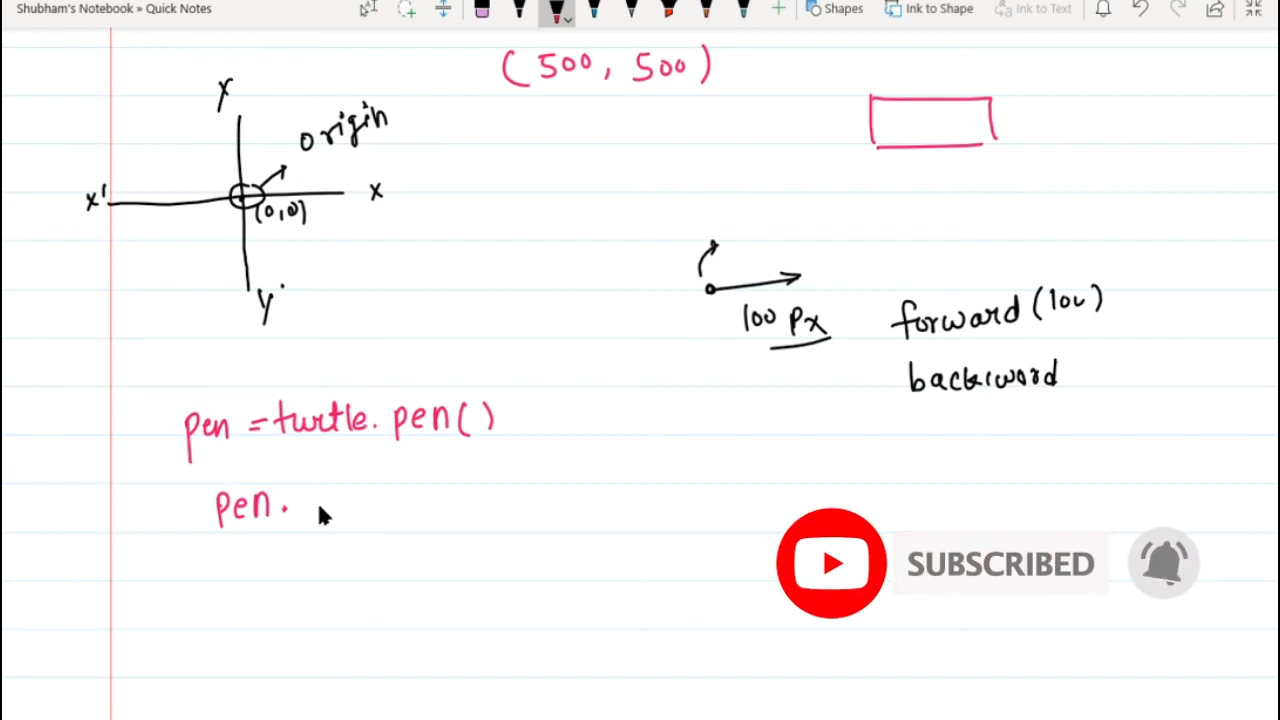 Shubham's Notebook » Quick Notes
Shapes
Ink to Shape
Ink to Text
(500, 500)
Y
origin
X'
X
(0,0)
Y'
100 Px
forward(100)
backward
pen = turtle. pen()
pen.
SUBSCRIBED